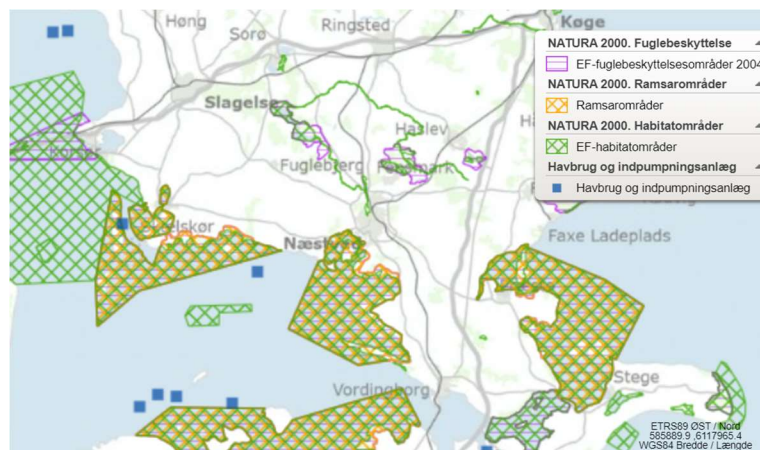 Høng
Sorø
Ringsted
Køge
NATURA 2000. Fuglebeskyttelse
EF-fuglebeskyttelsesområder 2004
NATURA 2000. Ramsarområder
Ramsarområder
NATURA 2000. Habitatområder
EF-habitatområder
Havbrug og indpumpningsanlæg
Havbrug og indpumpningsanlæg
Slagelse
Haslev
Korsør
Fuglebjerg
Næstved
Faxe Ladeplads
Vordingborg
Stege
ETRS89 ØST / Nord
585889.9 ,6117965.4
WGS84 Bredde / Længde